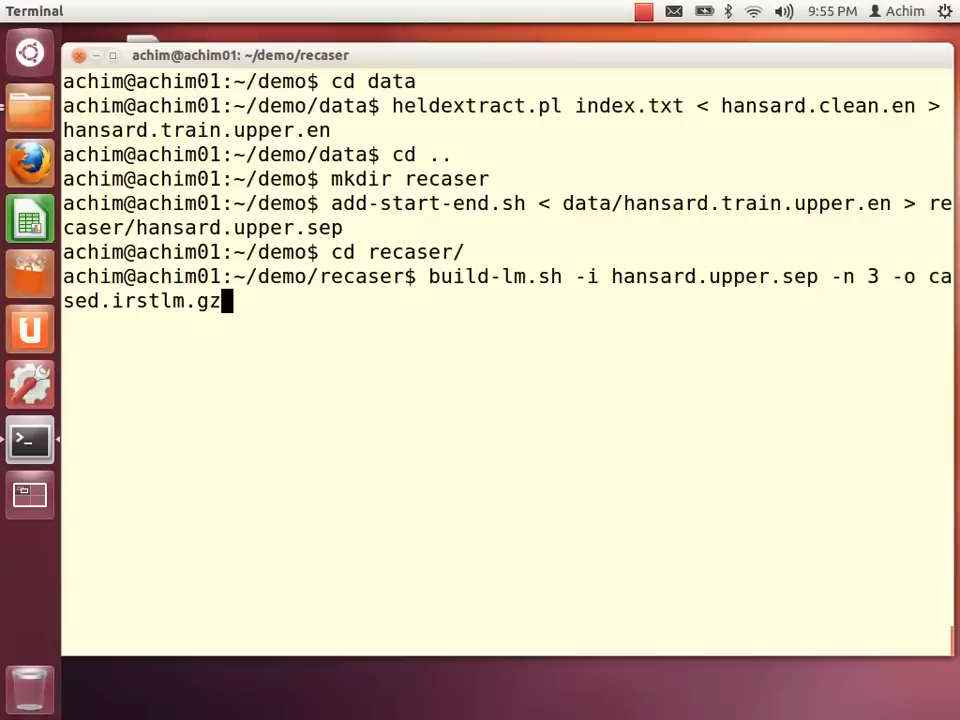 Terminal
9:55 PM
Achim
achim@achim01: ~/demo/recaser
achim@achim01:~/demo$ cd data
achim@achim01:~/demo/data$ heldextract.pl index.txt < hansard.clean.en >
hansard.train.upper.en
achim@achim01:~/demo/data$ cd ..
achim@achim01:~/demo$ mkdir recaser
achim@achim01:~/demo$ add-start-end.sh < data/hansard.train.upper.en > re
caser/hansard.upper.sep
achim@achim01:~/demo$ cd recaser/
achim@achim01:~/demo/recaser$ build-lm.sh -i hansard.upper.sep -n 3 -o ca
sed.irstlm.gz